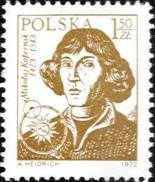 POLSKA
1.50
ZŁ
Mikołaj Kopernik
1473-1543
A. HEIDRICH 1972